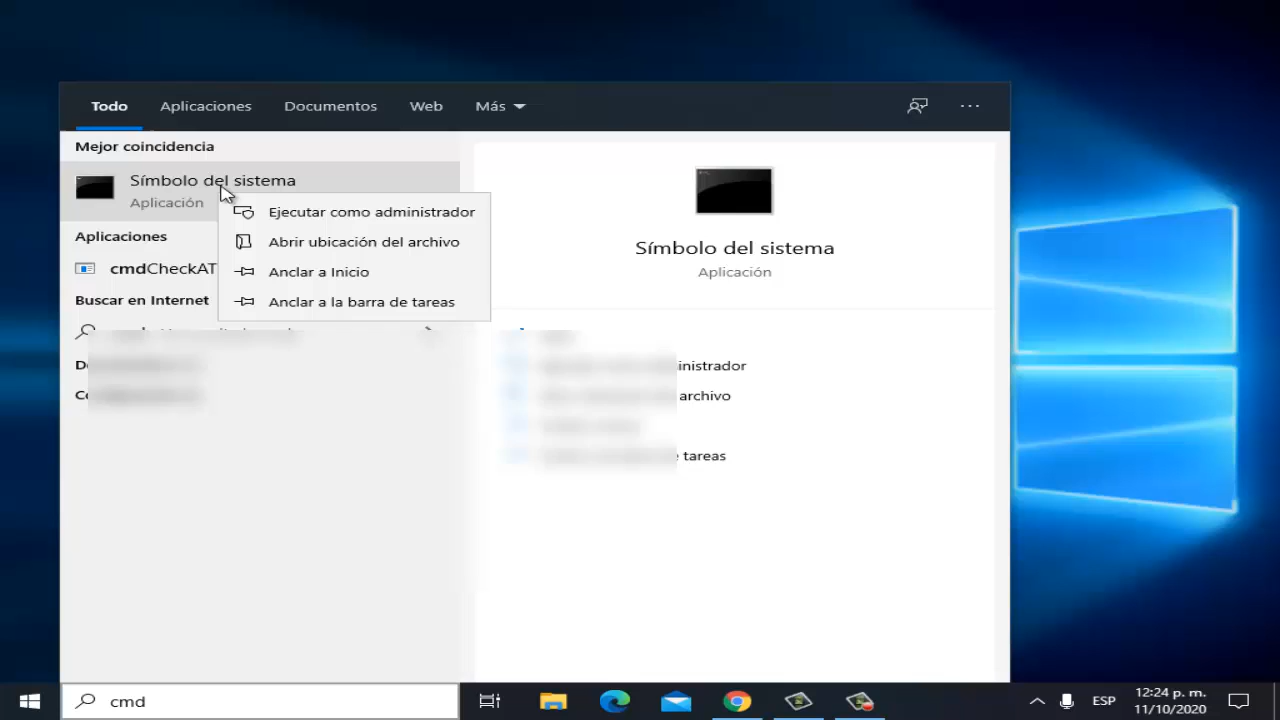 Todo Aplicaciones Documentos Web Más
Mejor coincidencia
Símbolo del sistema
Aplicación
Ejecutar como administrador
Abrir ubicación del archivo
Anclar a Inicio
Anclar a la barra de tareas
Aplicaciones
cmdCheckAT
Buscar en Internet
Símbolo del sistema
Aplicación
archivo
tareas
cmd
ESP
12:24 p. m.
11/10/2020